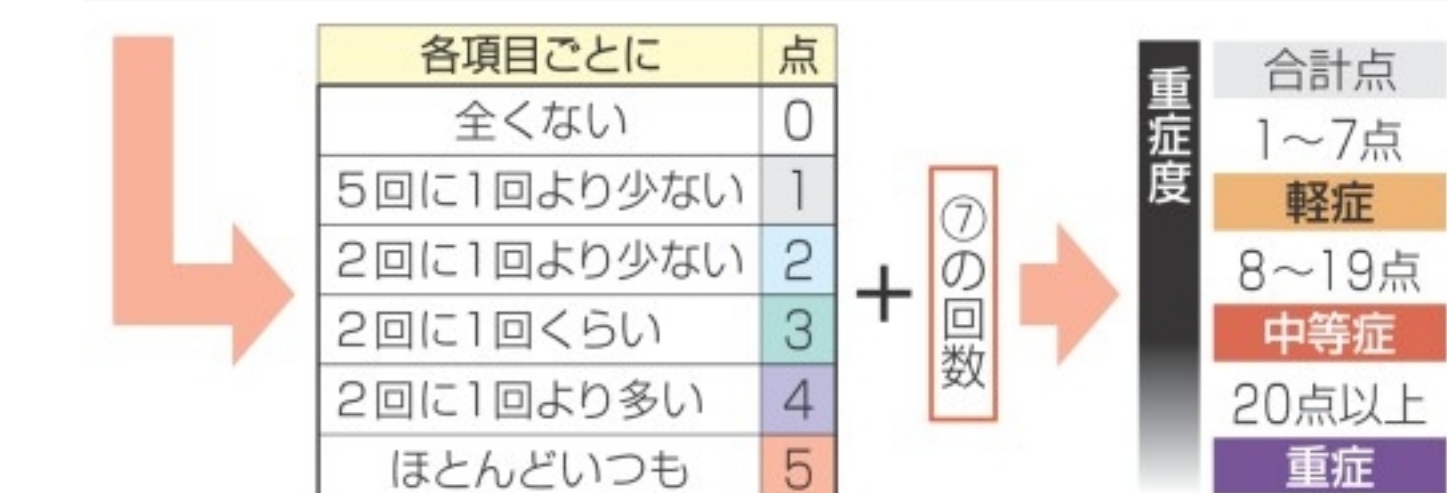 各項目ごとに 点
全くない 0
5回に1回より少ない 1
2回に1回より少ない 2
2回に1回くらい 3
2回に1回より多い 4
ほとんどいつも 5
+
⑦の回数
重症度
合計点
1～7点
軽症
8～19点
中等症
20点以上
重症